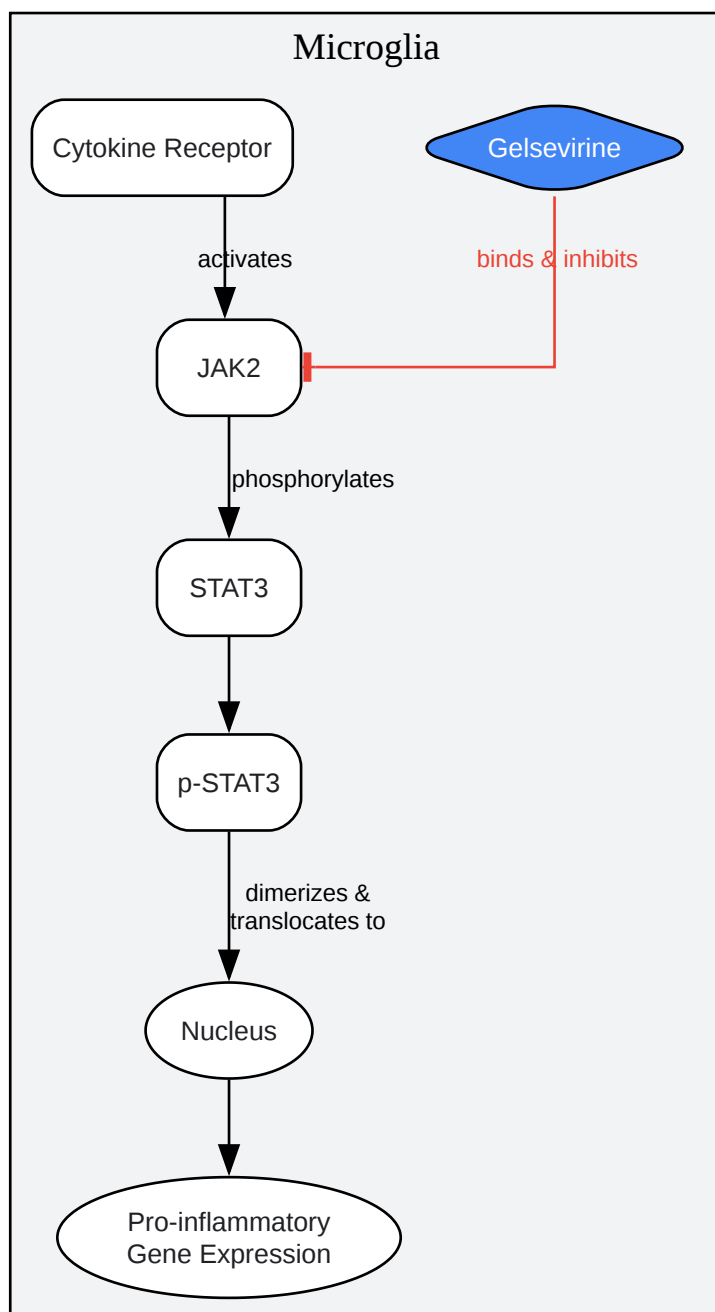 Microglia
Cytokine Receptor
Gelsevirine
activates
binds & inhibits
JAK2
phosphorylates
STAT3
p-STAT3
dimerizes &
translocates to
Nucleus
Pro-inflammatory
Gene Expression